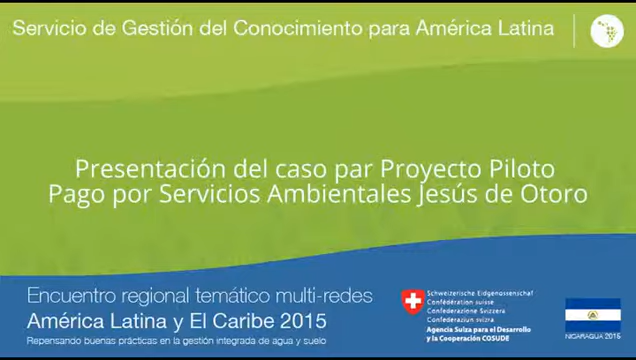 Servicio de Gestión del Conocimiento para América Latina
Presentación del caso par Proyecto Piloto
Pago por Servicios Ambientales Jesús de Otoro
Encuentro regional temático multi-redes
América Latina y El Caribe 2015
Repensando buenas prácticas en la gestión integrada de agua y suelo
Schweizerische Eidgenossenschaf
Confédération suisse
Confederazione Svizzera
Confederaziun svizra
Agencia Suiza para el Desarrollo
y la Cooperación COSUDE
NICARAGUA 2015